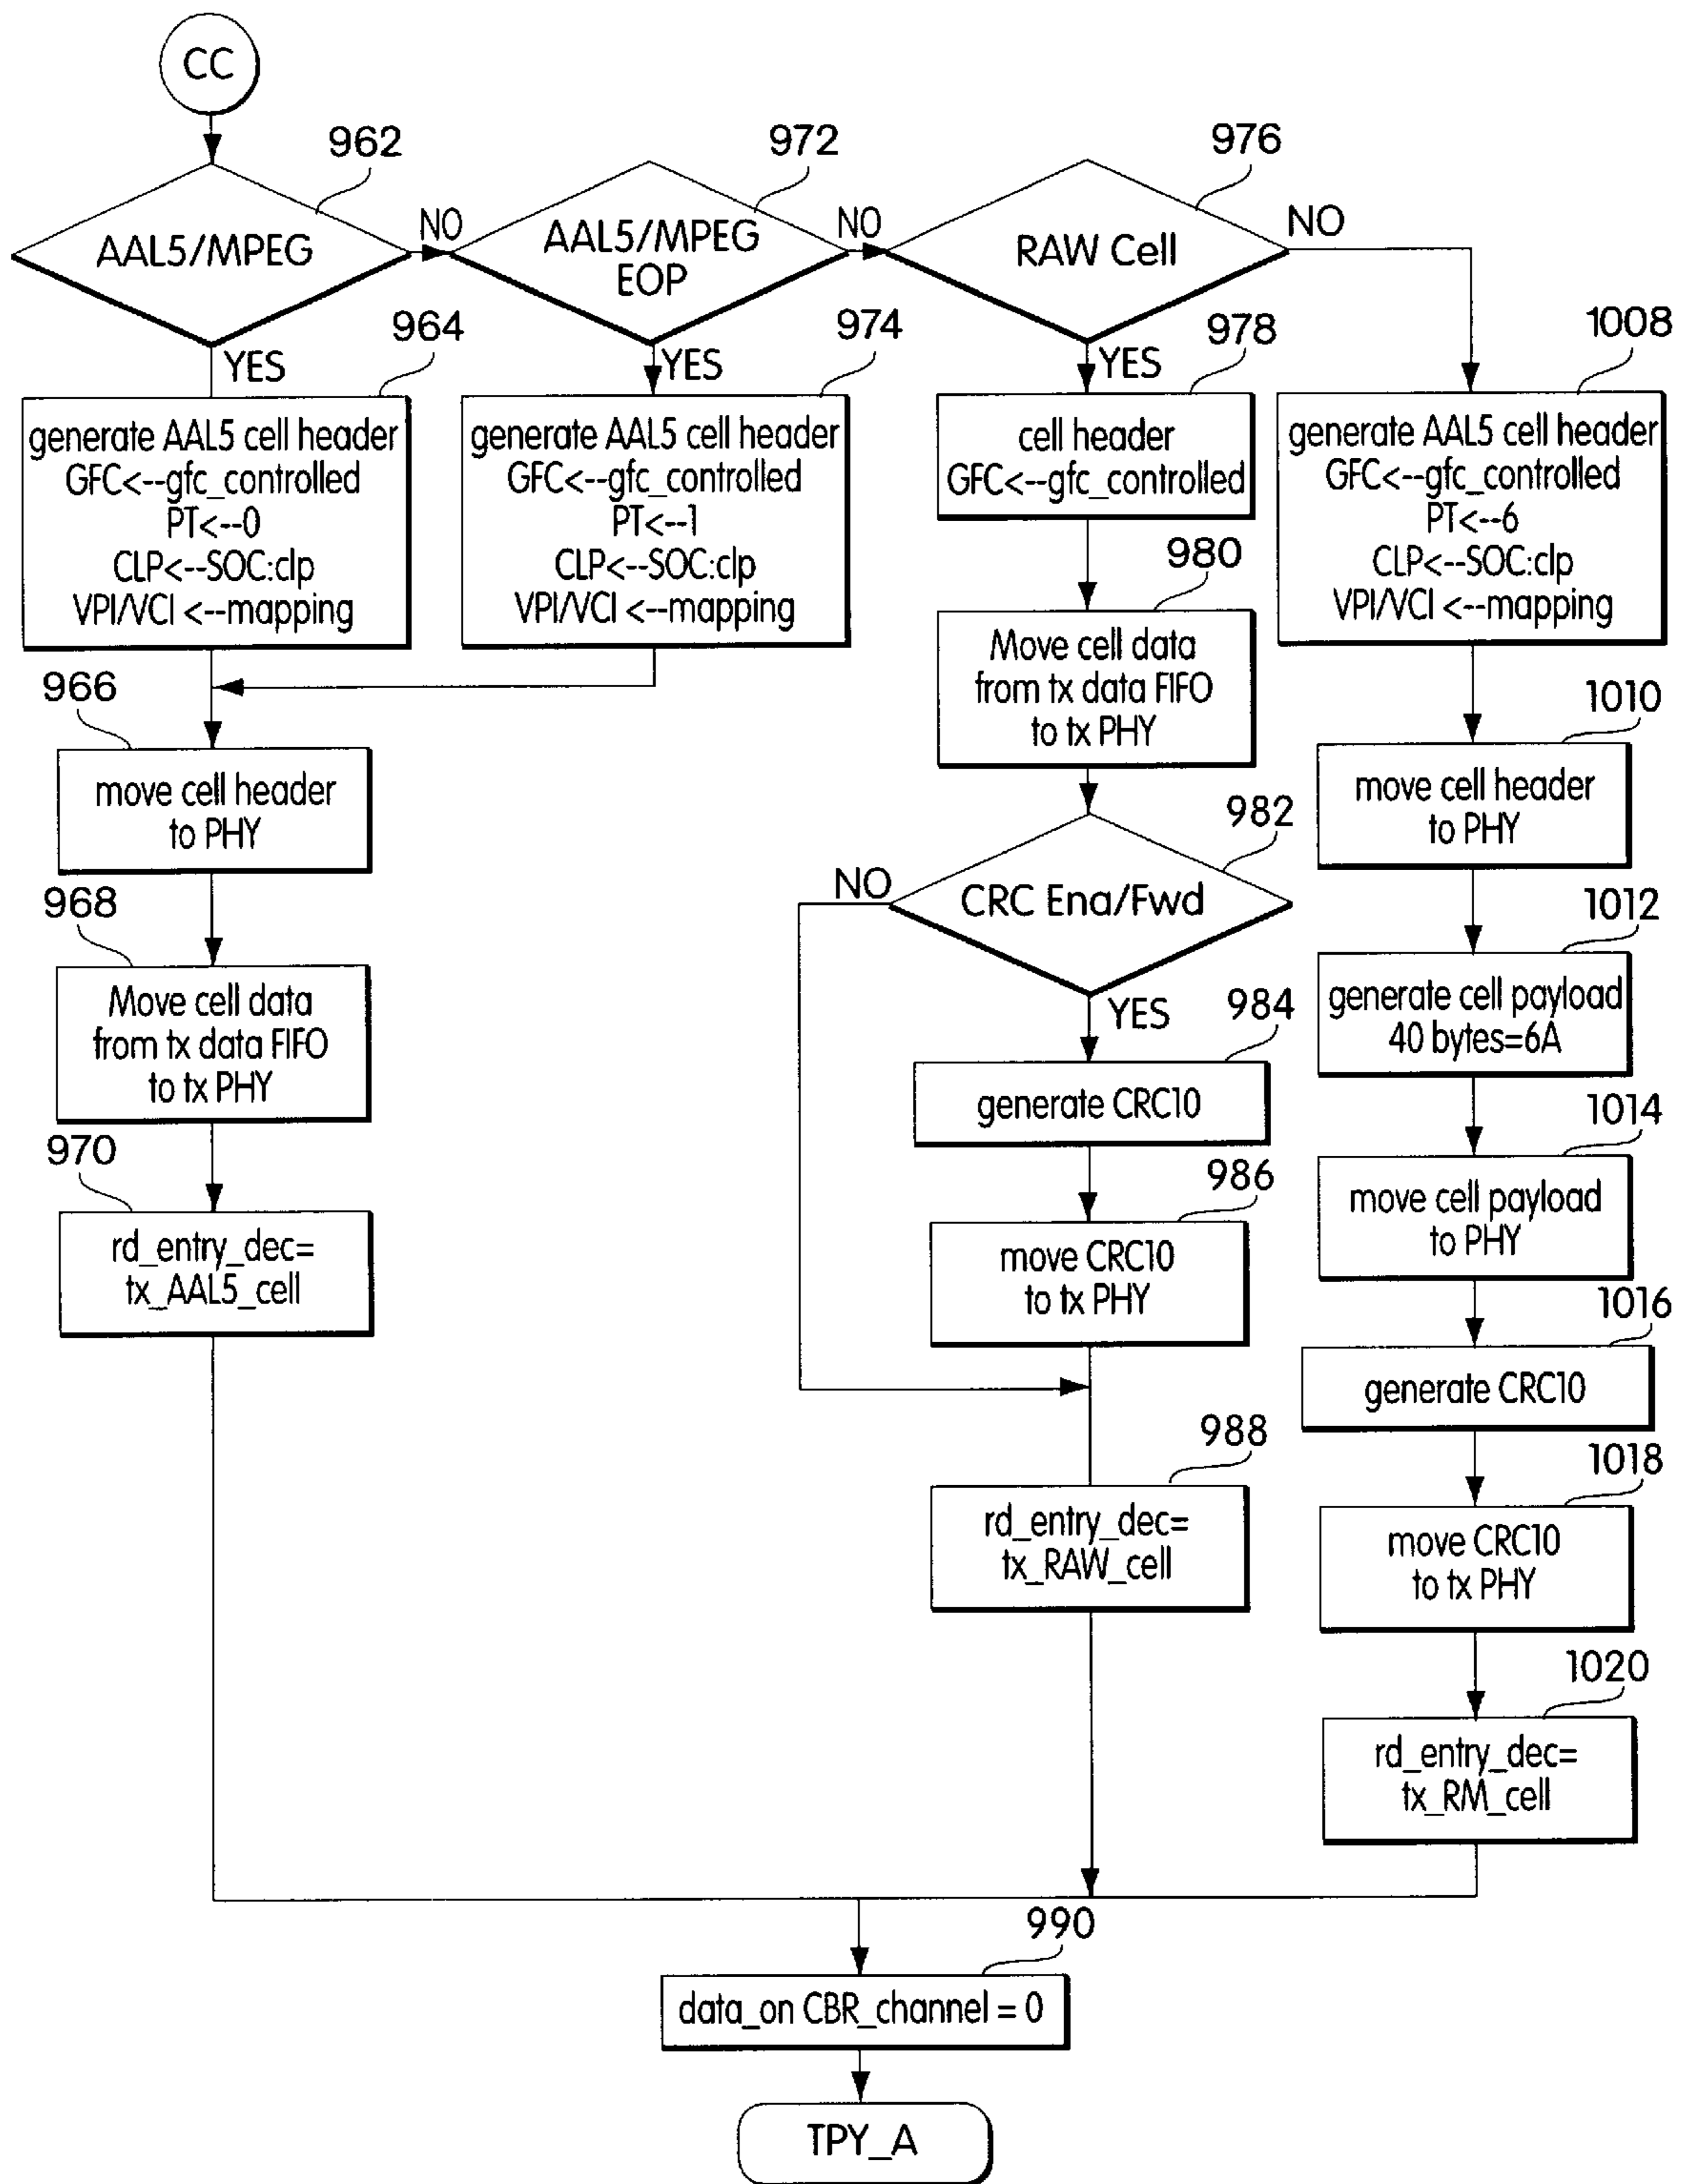 CC
962
972
976
AAL5/MPEG
NO
AAL5/MPEG
EOP
NO
RAW Cell
NO
YES
964
YES
974
YES
978
1008
generate AAL5 cell header
GFC<--gfc_controlled
PT<--0
CLP<--SOC:clp
VPI/VCI <--mapping
generate AAL5 cell header
GFC<--gfc_controlled
PT<--1
CLP<--SOC:clp
VPI/VCI <--mapping
cell header
GFC<--gfc_controlled
generate AAL5 cell header
GFC<--gfc_controlled
PT<--6
CLP<--SOC:clp
VPI/VCI <--mapping
966
move cell header
to PHY
968
Move cell data
from tx data FIFO
to tx PHY
970
rd_entry_dec=
tx_AAL5_cell
980
Move cell data
from tx data FIFO
to tx PHY
982
NO
CRC Ena/Fwd
YES
984
generate CRC10
986
move CRC10
to tx PHY
988
rd_entry_dec=
tx_RAW_cell
1010
move cell header
to PHY
1012
generate cell payload
40 bytes=6A
1014
move cell payload
to PHY
1016
generate CRC10
1018
move CRC10
to tx PHY
1020
rd_entry_dec=
tx_RM_cell
990
data_on CBR_channel = 0
TPY_A